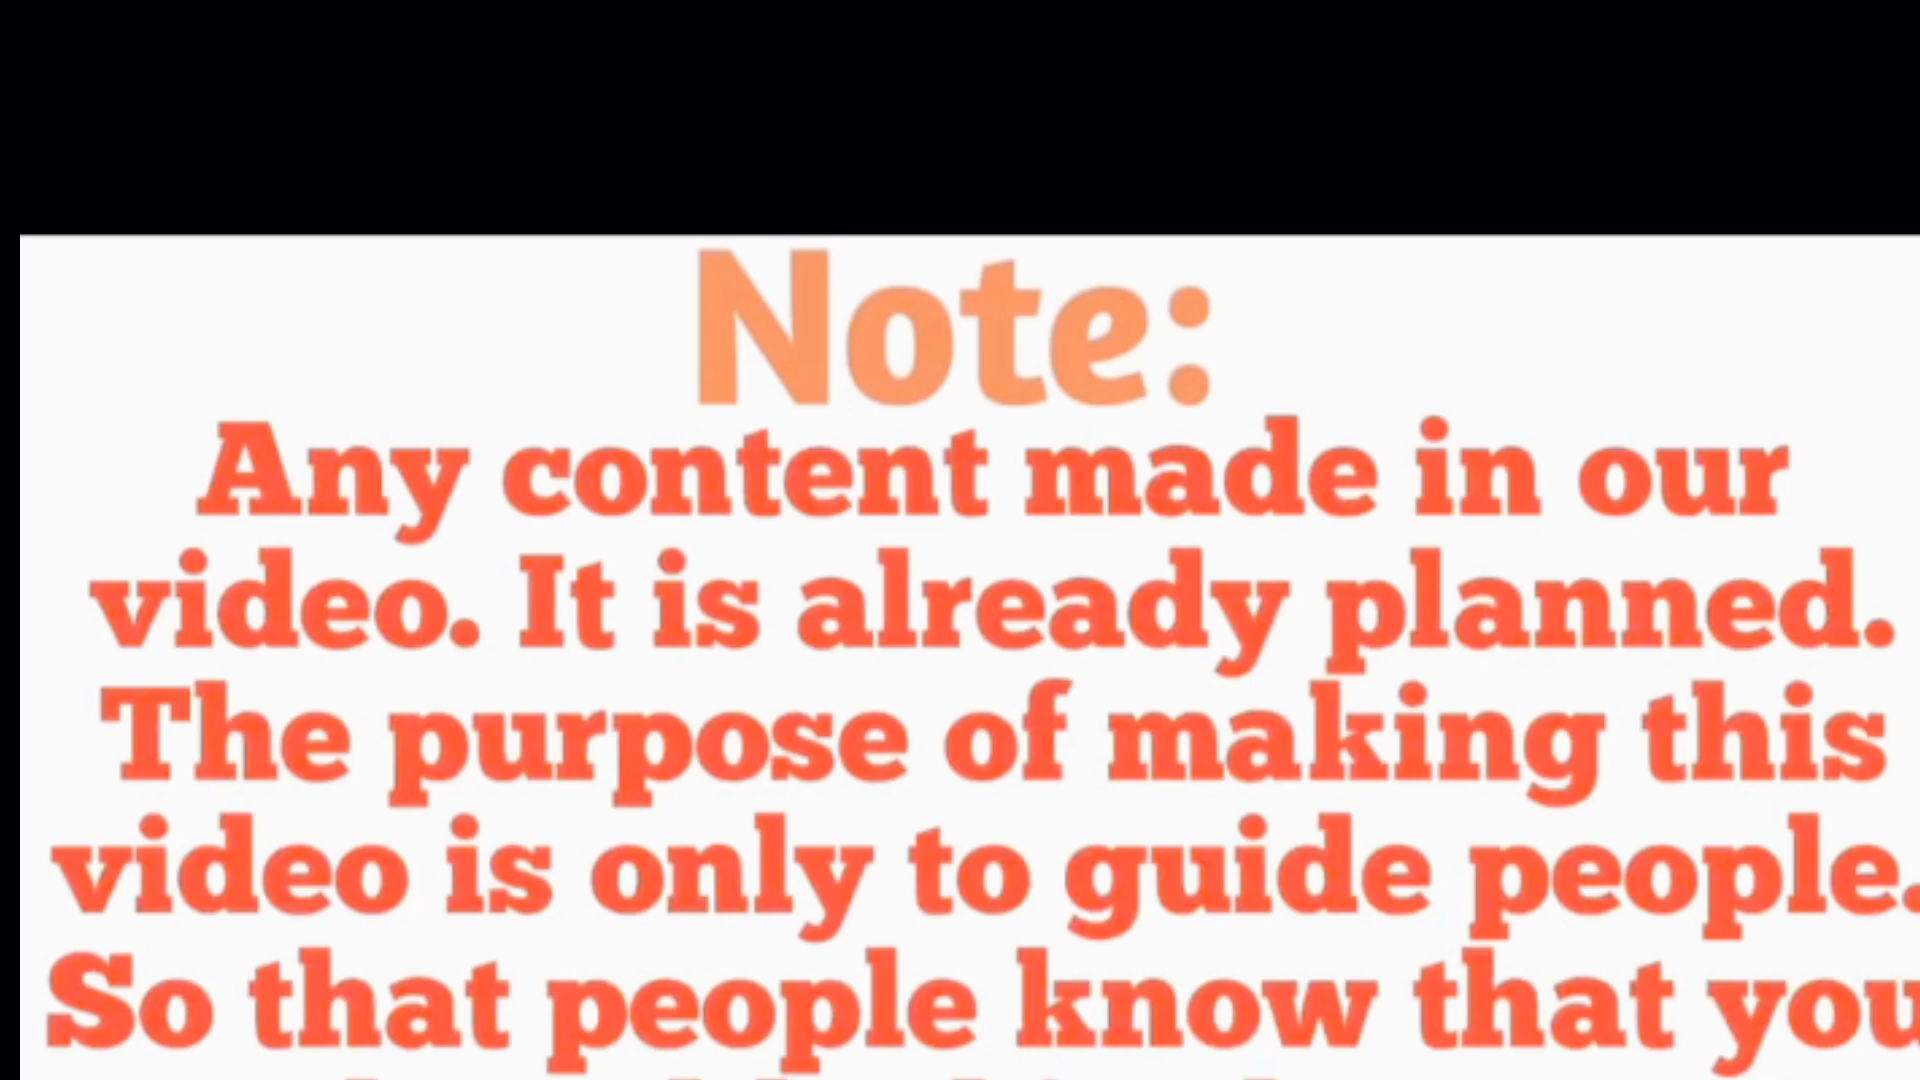 Note:
Any content made in our
video. It is already planned.
The purpose of making this
video is only to guide people.
So that people know that you